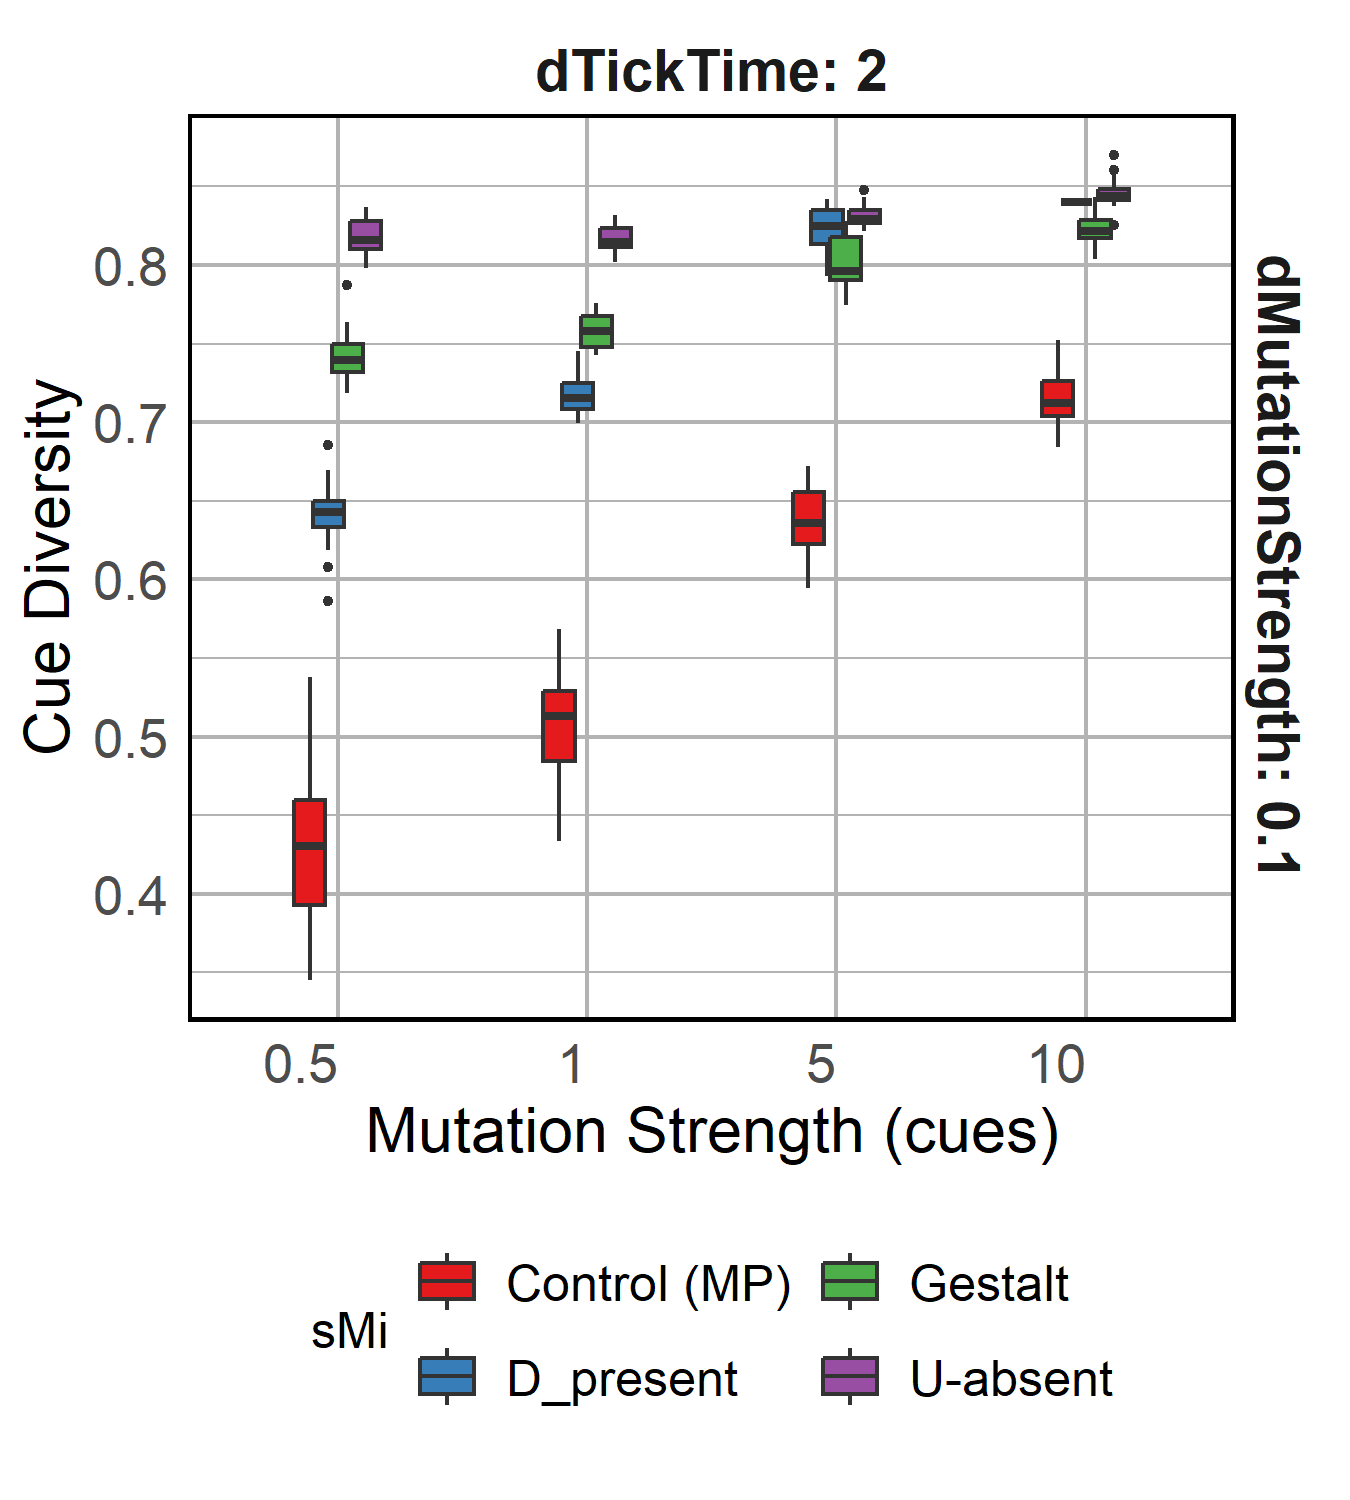 dTickTime: 2
dMutationStrength: 0.1
Cue Diversity
0.8
0.7
0.6
0.5
0.4
0.5 1 5 10
Mutation Strength (cues)
sMi
Control (MP) Gestalt
D_present U-absent